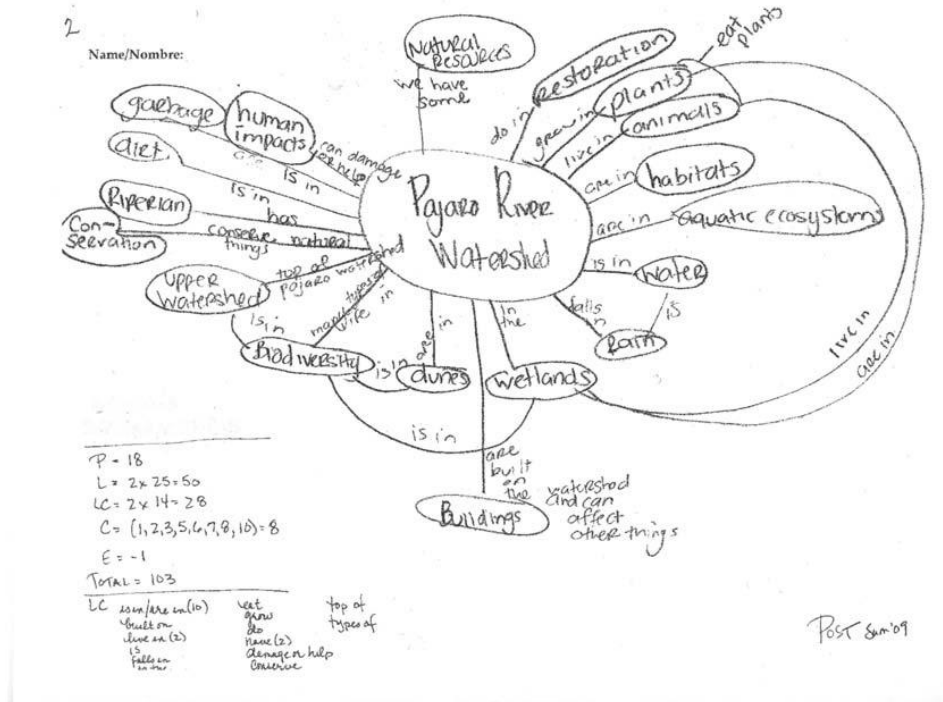 2
Name/Nombre:
Natural
Resources
we have
some
Restoration
do in
eat
plants
plants
grow in
animals
live in
garbage
human
impacts
can damage
or help
are
is in
diet
is in
habitats
are in
Pajaro River
Watershed
Riperian
has
aquatic ecosystems
are in
Con-
servation
conserve natural
things
water
is in
Upper
Watershed
top of
pajaro watershed
many types of
life in
is in
Biodiversity
is in
are in
dunes
In
the
wetlands
falls
in
is
Rain
live in
are in
is in
are
built
on
the watershed
and can
affect
other things
Buildings
P = 18
L = 2x 25=50
LC = 2x 14=28
C= (1,2,3,5,6,7,8,10)=8
E = -1
TOTAL = 103
LC is in/are in (10) eat top of
built on grow types of
live in (2) do
is have (2)
falls in damage or help
in the conserve
POST Sum'09